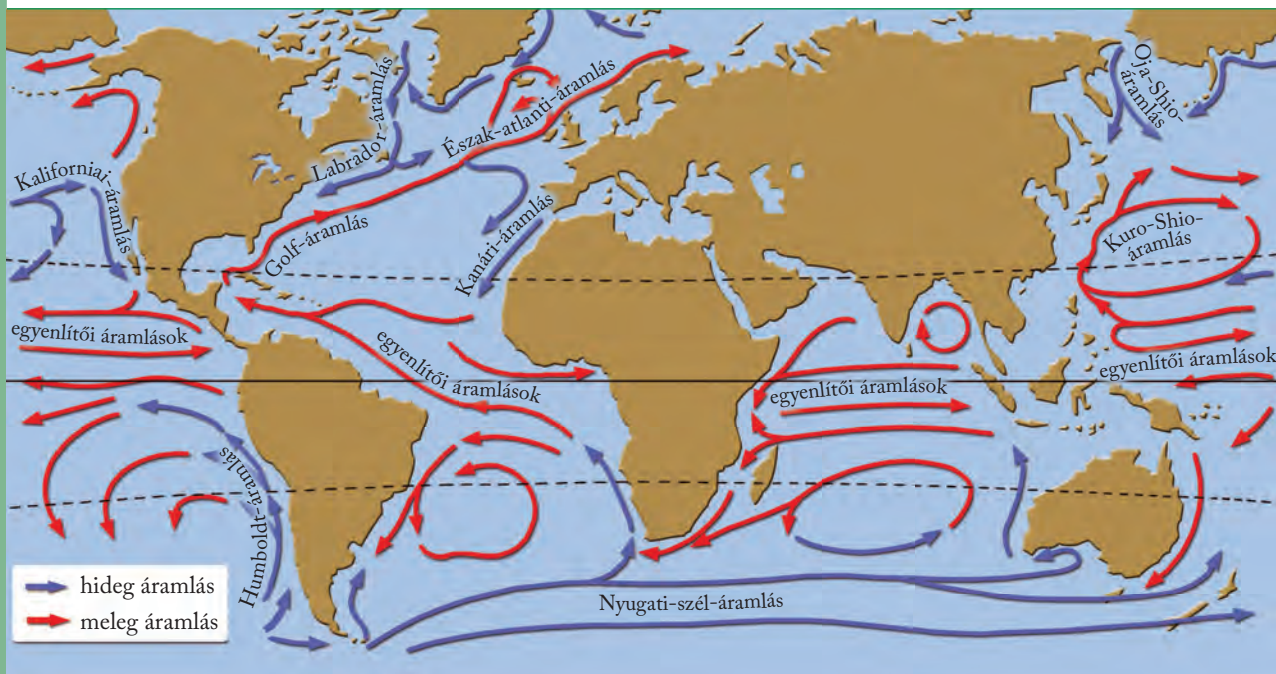 Labrador-áramlás
Észak-atlanti-áramlás
Oja-Shio-
áramlás
Kaliforniai-áramlás
Golf-áramlás
Kanári-áramlás
Kuro-Shio-
áramlás
egyenlítői áramlások
egyenlítői áramlások
egyenlítői áramlások
egyenlítői áramlások
Humboldt-áramlás
Nyugati-szél-áramlás
hideg áramlás
meleg áramlás